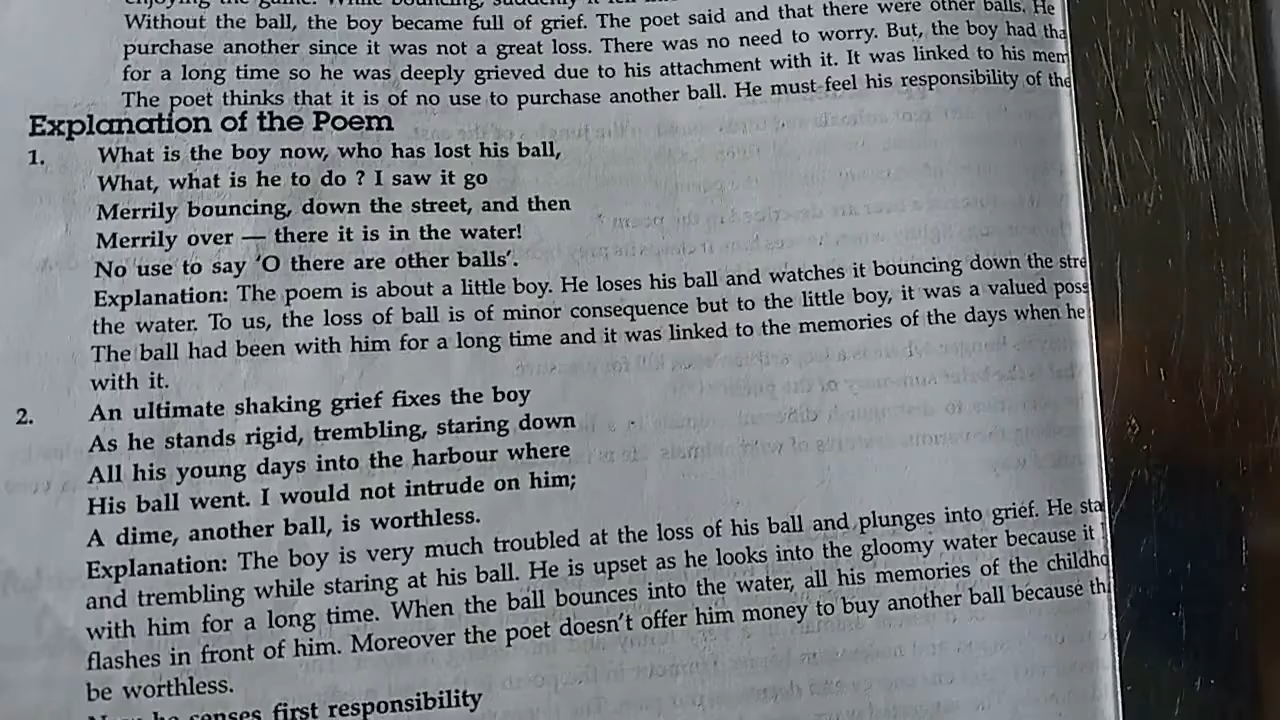 Without the ball, the boy became full of grief. The poet said and that there were other balls. He
purchase another since it was not a great loss. There was no need to worry. But, the boy had
for a long time so he was deeply grieved due to his attachment with it. It was linked to his
The poet thinks that it is of no use to purchase another ball. He must feel his responsibility of the
Explanation of the Poem
1. What is the boy now, who has lost his ball,
What, what is he to do ? I saw it go
Merrily bouncing, down the street, and then
Merrily over — there it is in the water!
No use to say ‘O there are other balls’.
Explanation: The poem is about a little boy. He loses his ball and watches it bouncing down the
the water. To us, the loss of ball is of minor consequence but to the little boy, it was a valued
The ball had been with him for a long time and it was linked to the memories of the days when he
with it.
2. An ultimate shaking grief fixes the boy
As he stands rigid, trembling, staring down
All his young days into the harbour where
His ball went. I would not intrude on him;
A dime, another ball, is worthless.
Explanation: The boy is very much troubled at the loss of his ball and plunges into grief. He
and trembling while staring at his ball. He is upset as he looks into the gloomy water because it
with him for a long time. When the ball bounces into the water, all his memories of the
flashes in front of him. Moreover the poet doesn’t offer him money to buy another ball because
be worthless.
he senses first responsibility